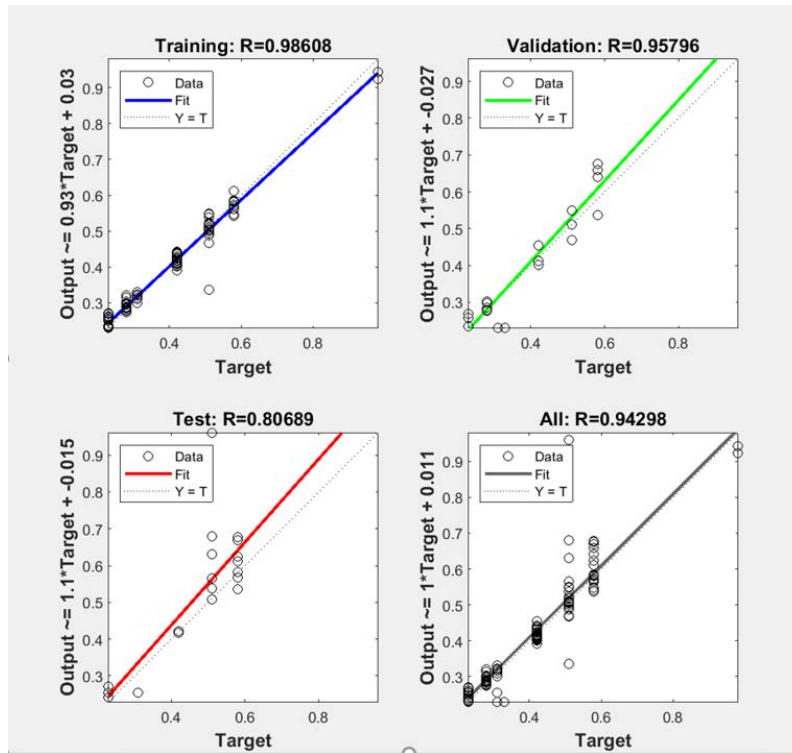 Training: R=0.98608
Output ~= 0.93*Target + 0.03
0.9
0.8
0.7
0.6
0.5
0.4
0.3
Data
Fit
Y = T
0.4 0.6 0.8
Target
Validation: R=0.95796
Output ~= 1.1*Target + -0.027
0.9
0.8
0.7
0.6
0.5
0.4
0.3
Data
Fit
Y = T
0.4 0.6 0.8
Target
Test: R=0.80689
Output ~= 1.1*Target + -0.015
0.9
0.8
0.7
0.6
0.5
0.4
0.3
Data
Fit
Y = T
0.4 0.6 0.8
Target
All: R=0.94298
Output ~= 1*Target + 0.011
0.9
0.8
0.7
0.6
0.5
0.4
0.3
Data
Fit
Y = T
0.4 0.6 0.8
Target